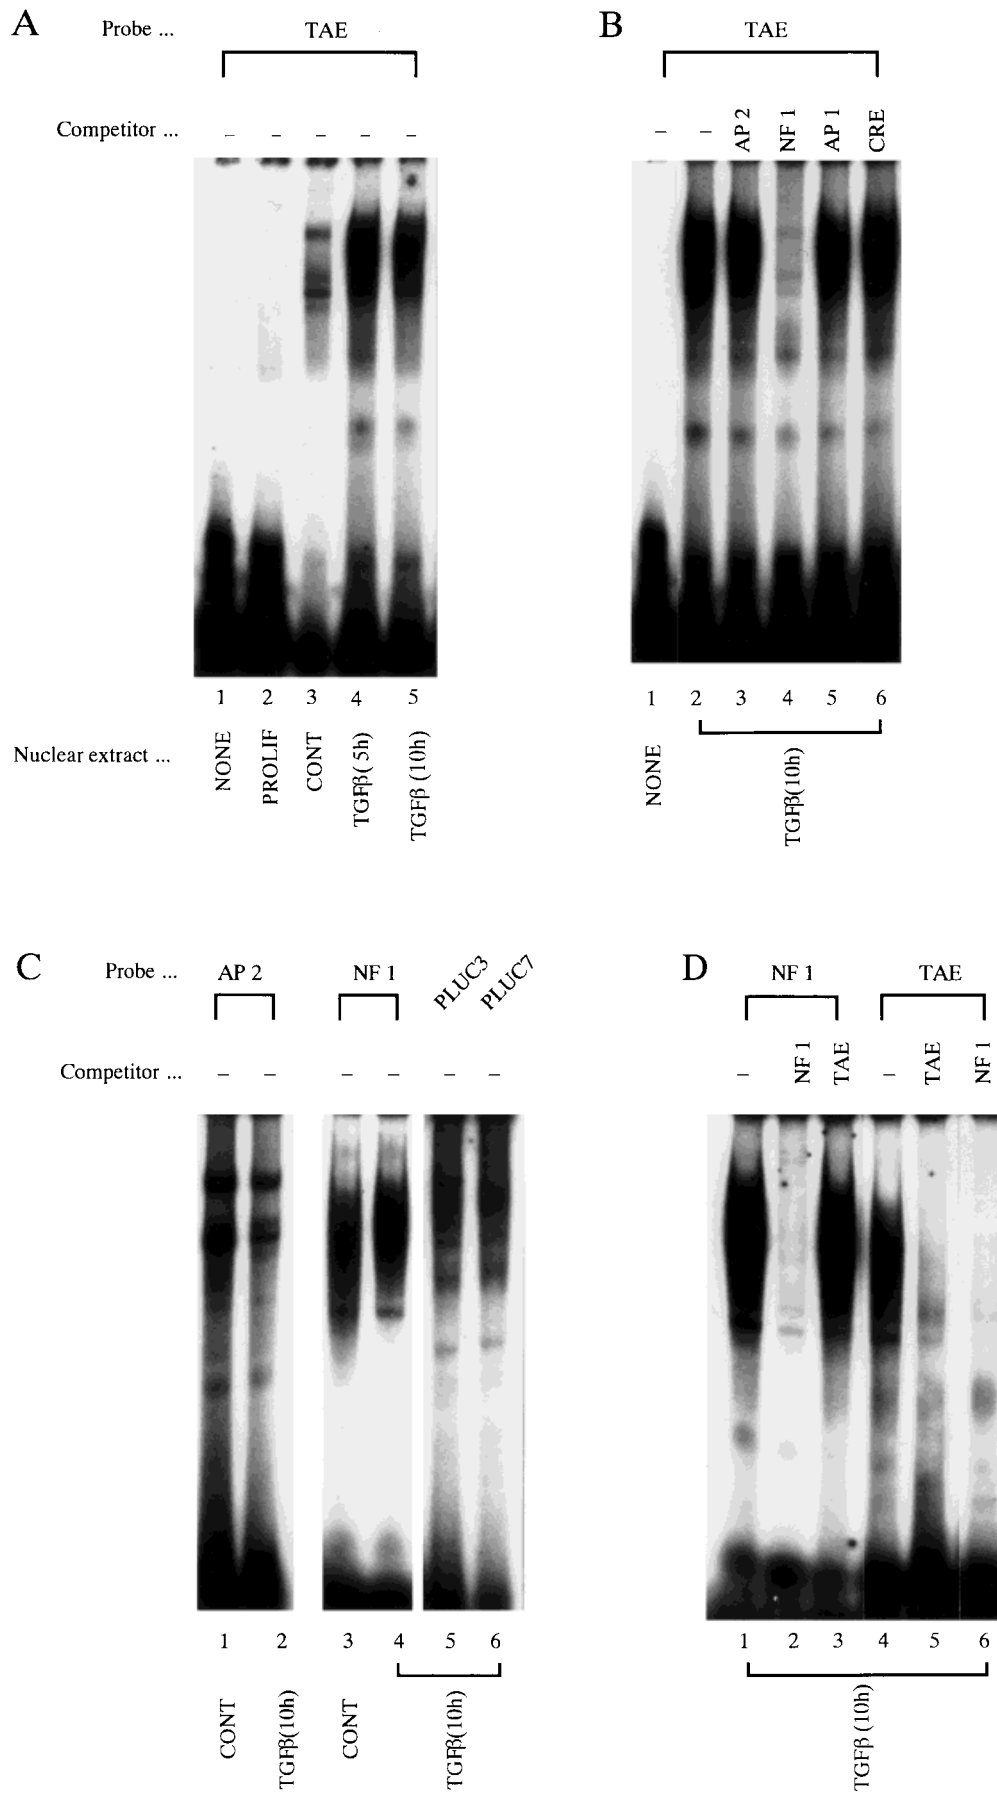 A
Probe ... TAE
Competitor ... – – – – –
1 2 3 4 5
Nuclear extract ... NONE PROLIF CONT TGFβ( 5h) TGFβ (10h)
B
TAE
– – AP 2 NF 1 AP 1 CRE
1 2 3 4 5 6
NONE TGFβ(10h)
C
Probe ... AP 2 NF 1 PLUC3 PLUC7
Competitor ... – – – – – –
1 2 3 4 5 6
CONT TGFβ(10h) CONT TGFβ(10h)
D
NF 1 TAE
– NF 1 TAE – TAE NF 1
1 2 3 4 5 6
TGFβ (10h)